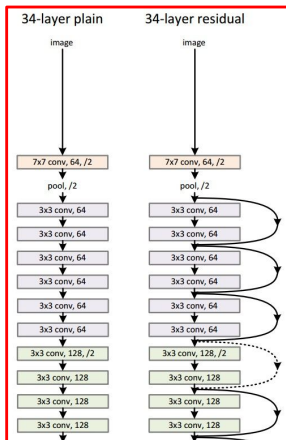 34-layer plain
image
7x7 conv, 64, /2
pool, /2
3x3 conv, 64
3x3 conv, 64
3x3 conv, 64
3x3 conv, 64
3x3 conv, 64
3x3 conv, 64
3x3 conv, 128, /2
3x3 conv, 128
3x3 conv, 128
3x3 conv, 128
34-layer residual
image
7x7 conv, 64, /2
pool, /2
3x3 conv, 64
3x3 conv, 64
3x3 conv, 64
3x3 conv, 64
3x3 conv, 64
3x3 conv, 64
3x3 conv, 128, /2
3x3 conv, 128
3x3 conv, 128
3x3 conv, 128